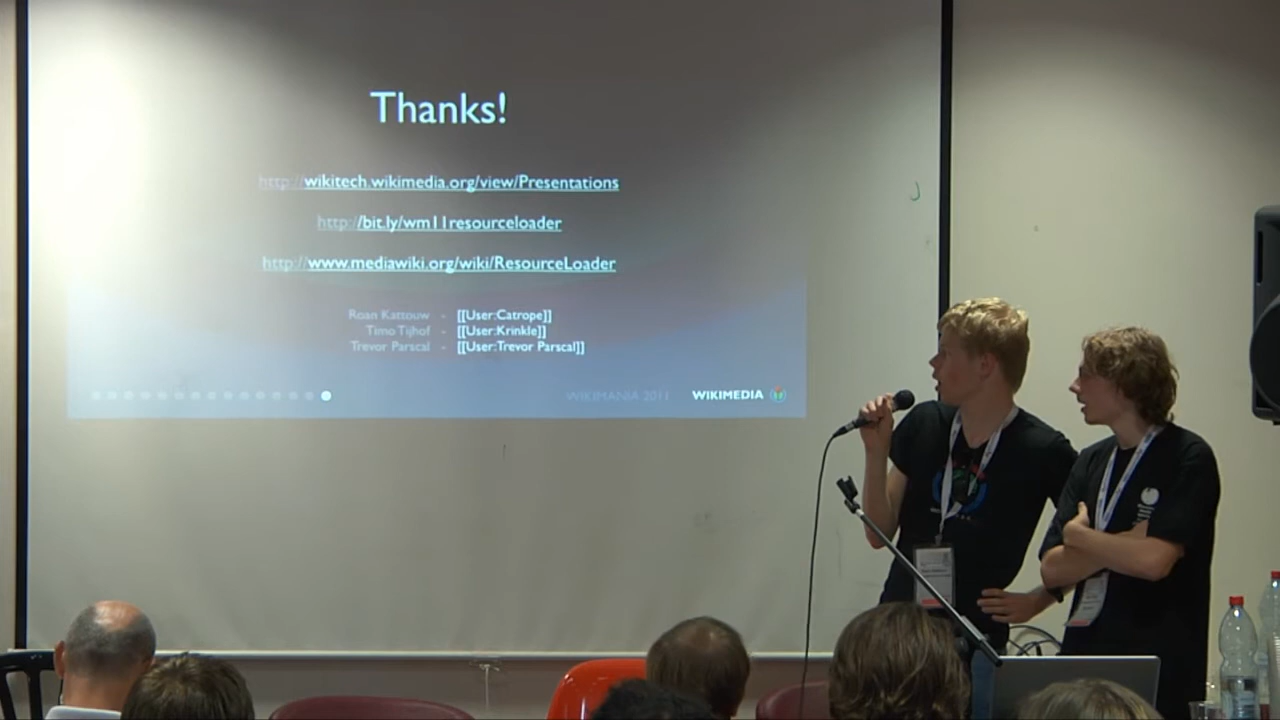 Thanks!
http://wikitech.wikimedia.org/view/Presentations
http://bit.ly/wm11resourceloader
http://www.mediawiki.org/wiki/ResourceLoader
Roan Kattouw - [[User:Catrope]]
Timo Tijhof - [[User:Krinkle]]
Trevor Parscal - [[User:Trevor Parscal]]
WIKIMANIA 2011 WIKIMEDIA